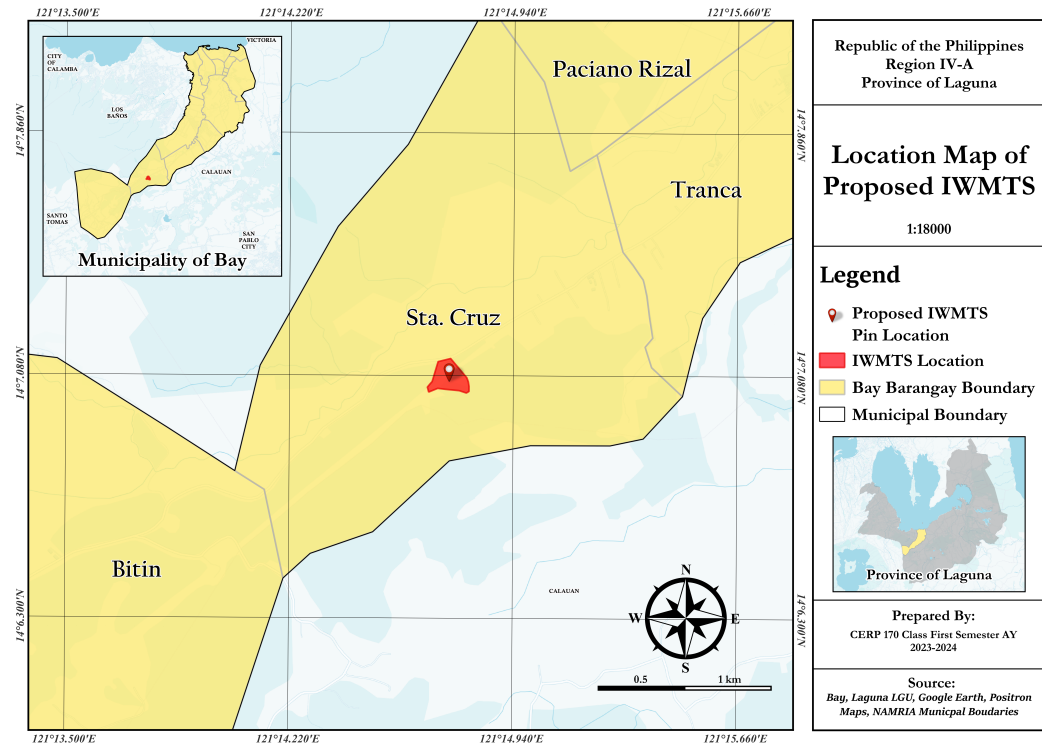 121°13.500'E
121°14.220'E
121°14.940'E
121°15.660'E
14°7.860'N
14°7.080'N
14°6.300'N
VICTORIA
CITY
OF
CALAMBA
LOS
BAÑOS
CALAUAN
SANTO
TOMAS
SAN
PABLO
CITY
Municipality of Bay
Paciano Rizal
Tranca
Sta. Cruz
Bitin
CALAUAN
N
W
E
S
0.5
1 km
14°7.860'N
14°7.080'N
14°6.300'N
121°13.500'E
121°14.220'E
121°14.940'E
121°15.660'E
Republic of the Philippines
Region IV-A
Province of Laguna
Location Map of
Proposed IWMTS
1:18000
Legend
Proposed IWMTS
Pin Location
IWMTS Location
Bay Barangay Boundary
Municipal Boundary
Province of Laguna
Prepared By:
CERP 170 Class First Semester AY
2023-2024
Source:
Bay, Laguna LGU, Google Earth, Positron
Maps, NAMRIA Municpal Boudaries